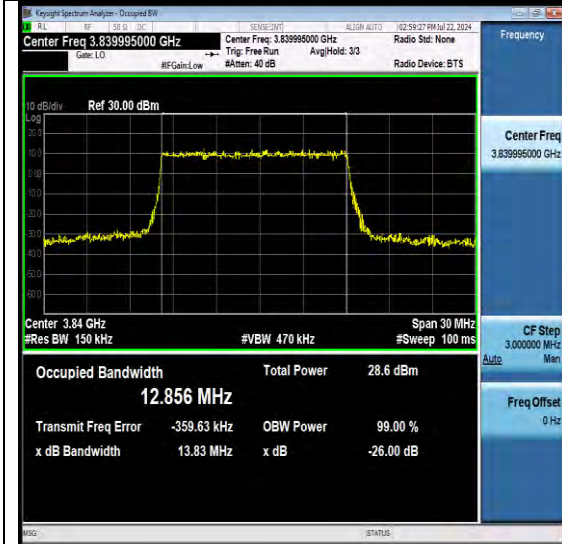 Keysight Spectrum Analyzer - Occupied BW
RL RF 50 Ω DC SENSE:INT ALIGN AUTO 02:59:27 PM Jul 22, 2024
Center Freq 3.839995000 GHz Center Freq: 3.839995000 GHz Radio Std: None Frequency
Gate: LO Trig: Free Run Avg|Hold: 3/3
#IFGain:Low #Atten: 40 dB Radio Device: BTS
10 dB/div Ref 30.00 dBm
Log
20.0
10.0
0.00
-10.0
-20.0
-30.0
-40.0
-50.0
-60.0
Center Freq
3.839995000 GHz
Center 3.84 GHz Span 30 MHz
#Res BW 150 kHz #VBW 470 kHz #Sweep 100 ms
CF Step
3.000000 MHz
Auto Man
Occupied Bandwidth Total Power 28.6 dBm
12.856 MHz
Transmit Freq Error -359.63 kHz OBW Power 99.00 %
x dB Bandwidth 13.83 MHz x dB -26.00 dB
Freq Offset
0 Hz
MSG STATUS